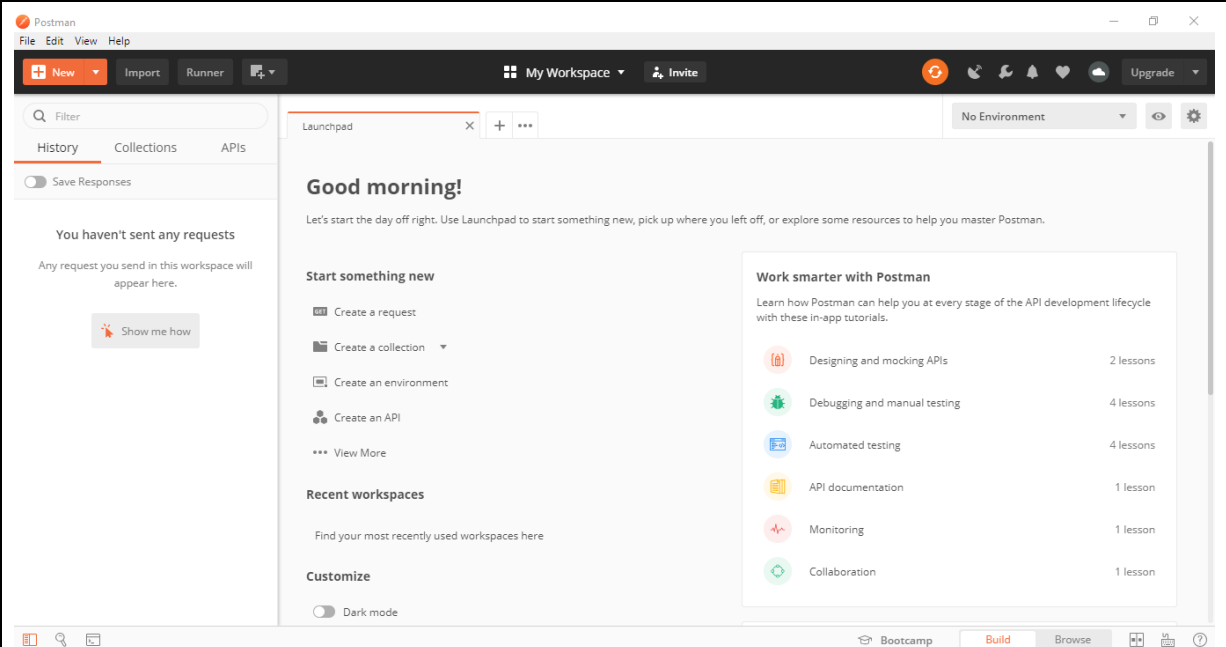 Postman
File Edit View Help
New Import Runner My Workspace Invite Upgrade
Filter
History Collections APIs
Save Responses
You haven't sent any requests
Any request you send in this workspace will
appear here.
Show me how
Launchpad
No Environment
Good morning!
Let's start the day off right. Use Launchpad to start something new, pick up where you left off, or explore some resources to help you master Postman.
Start something new
GET Create a request
Create a collection
Create an environment
Create an API
View More
Recent workspaces
Find your most recently used workspaces here
Customize
Dark mode
Work smarter with Postman
Learn how Postman can help you at every stage of the API development lifecycle
with these in-app tutorials.
Designing and mocking APIs 2 lessons
Debugging and manual testing 4 lessons
Automated testing 4 lessons
API documentation 1 lesson
Monitoring 1 lesson
Collaboration 1 lesson
Bootcamp Build Browse